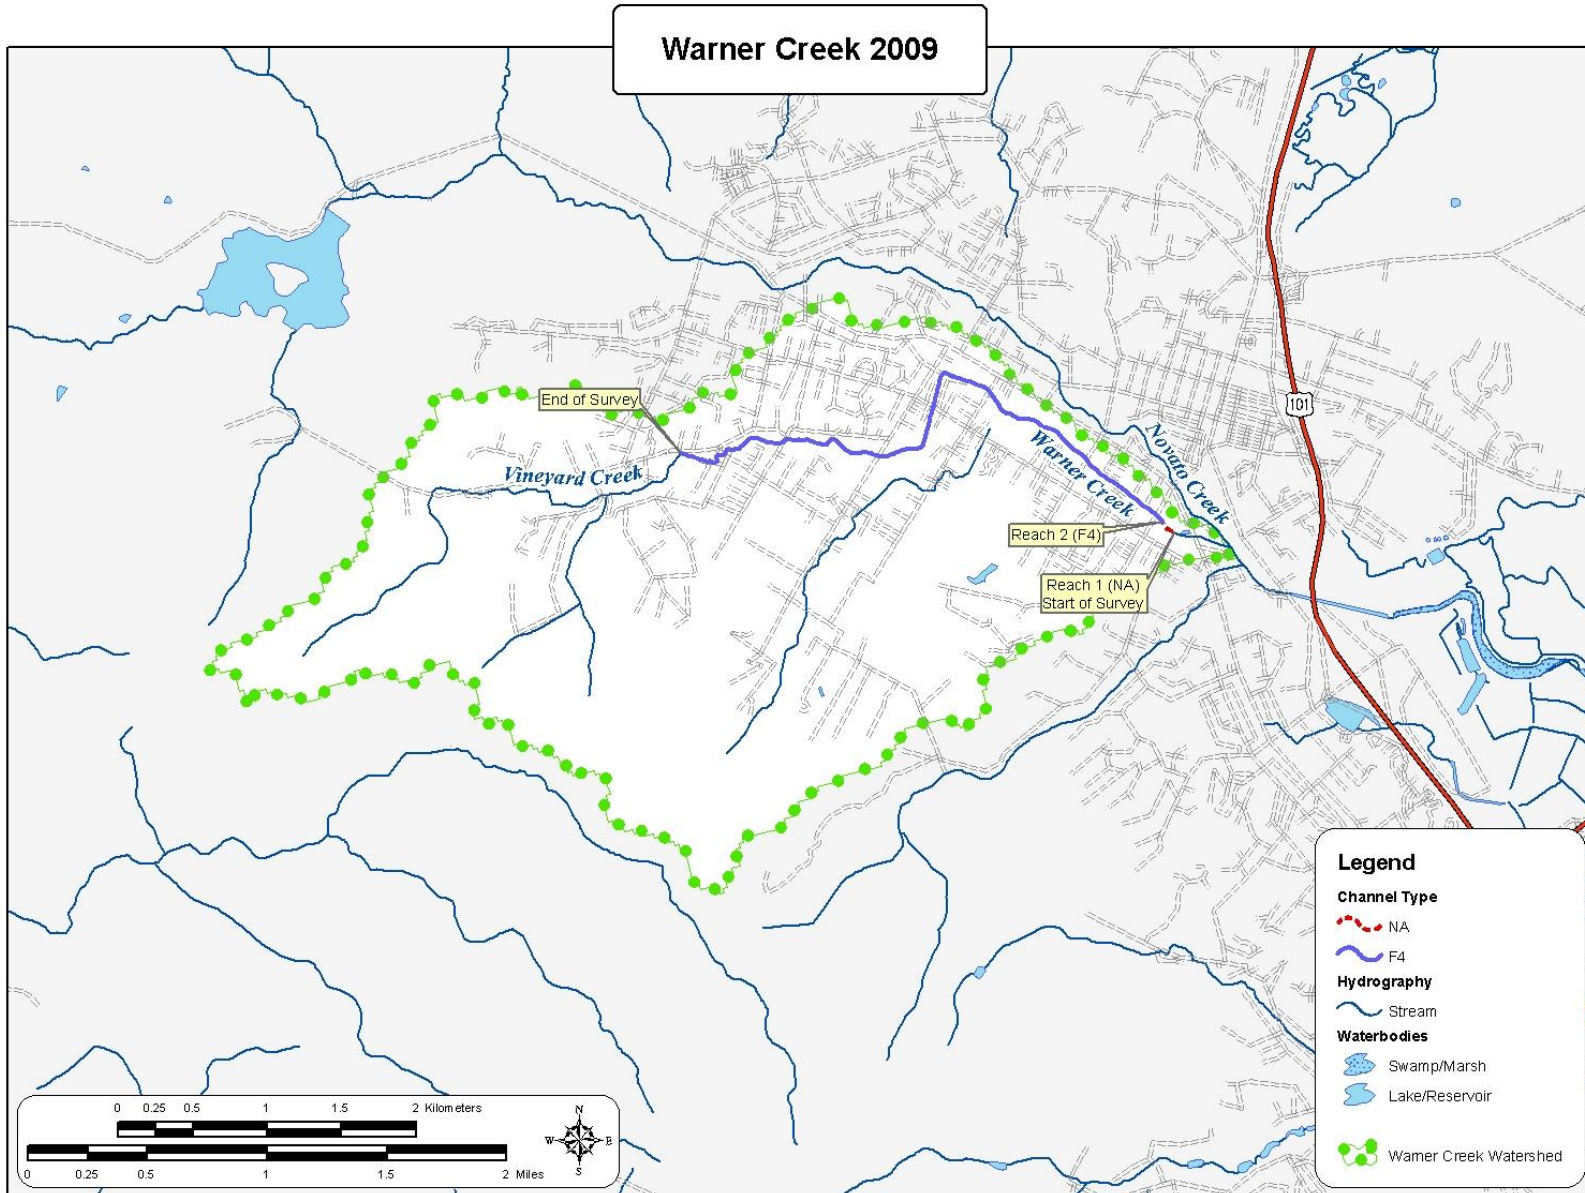 Warner Creek 2009
101
End of Survey
Vineyard Creek
Warner Creek
Novato Creek
Reach 2 (F4)
Reach 1 (NA)
Start of Survey
Legend
Channel Type
NA
F4
Hydrography
Stream
Waterbodies
Swamp/Marsh
Lake/Reservoir
Warner Creek Watershed
0 0.25 0.5 1 1.5 2 Kilometers
0 0.25 0.5 1 1.5 2 Miles
N
W E
S